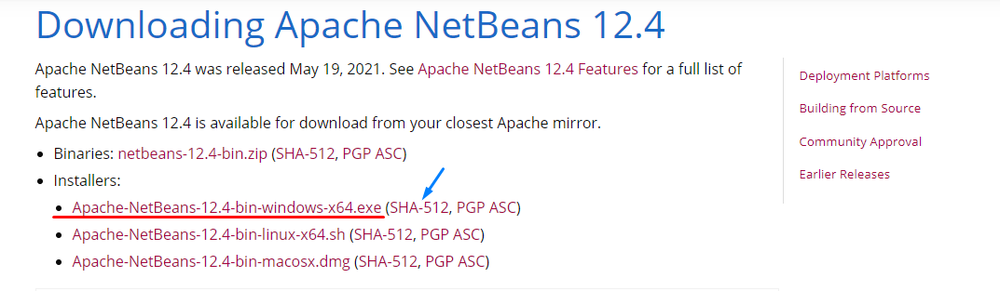 Downloading Apache NetBeans 12.4
Apache NetBeans 12.4 was released May 19, 2021. See Apache NetBeans 12.4 Features for a full list of
features.
Apache NetBeans 12.4 is available for download from your closest Apache mirror.
• Binaries: netbeans-12.4-bin.zip (SHA-512, PGP ASC)
• Installers:
• Apache-NetBeans-12.4-bin-windows-x64.exe (SHA-512, PGP ASC)
• Apache-NetBeans-12.4-bin-linux-x64.sh (SHA-512, PGP ASC)
• Apache-NetBeans-12.4-bin-macosx.dmg (SHA-512, PGP ASC)
Deployment Platforms
Building from Source
Community Approval
Earlier Releases